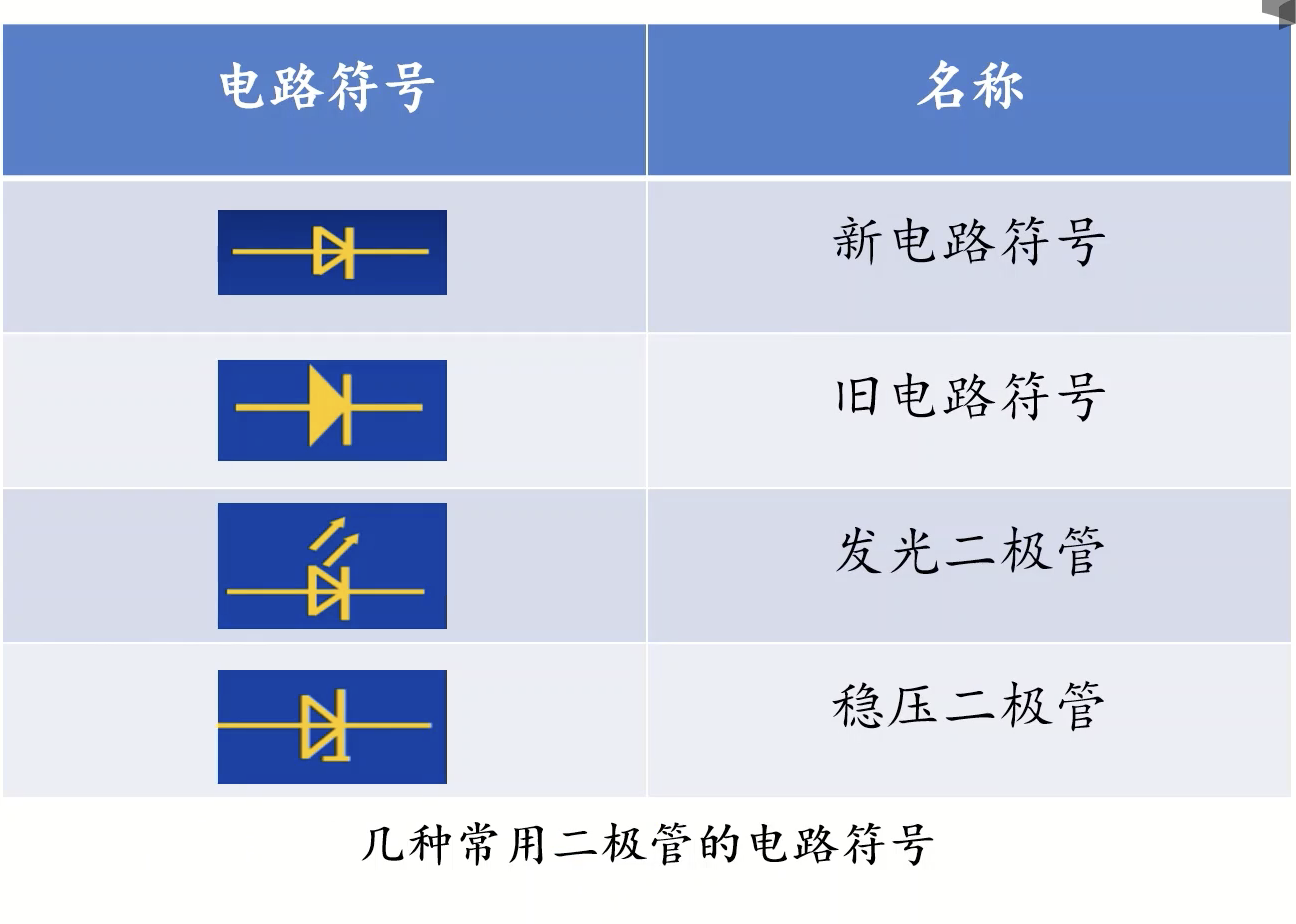 电路符号 名称
新电路符号
旧电路符号
发光二极管
稳压二极管
几种常用二极管的电路符号